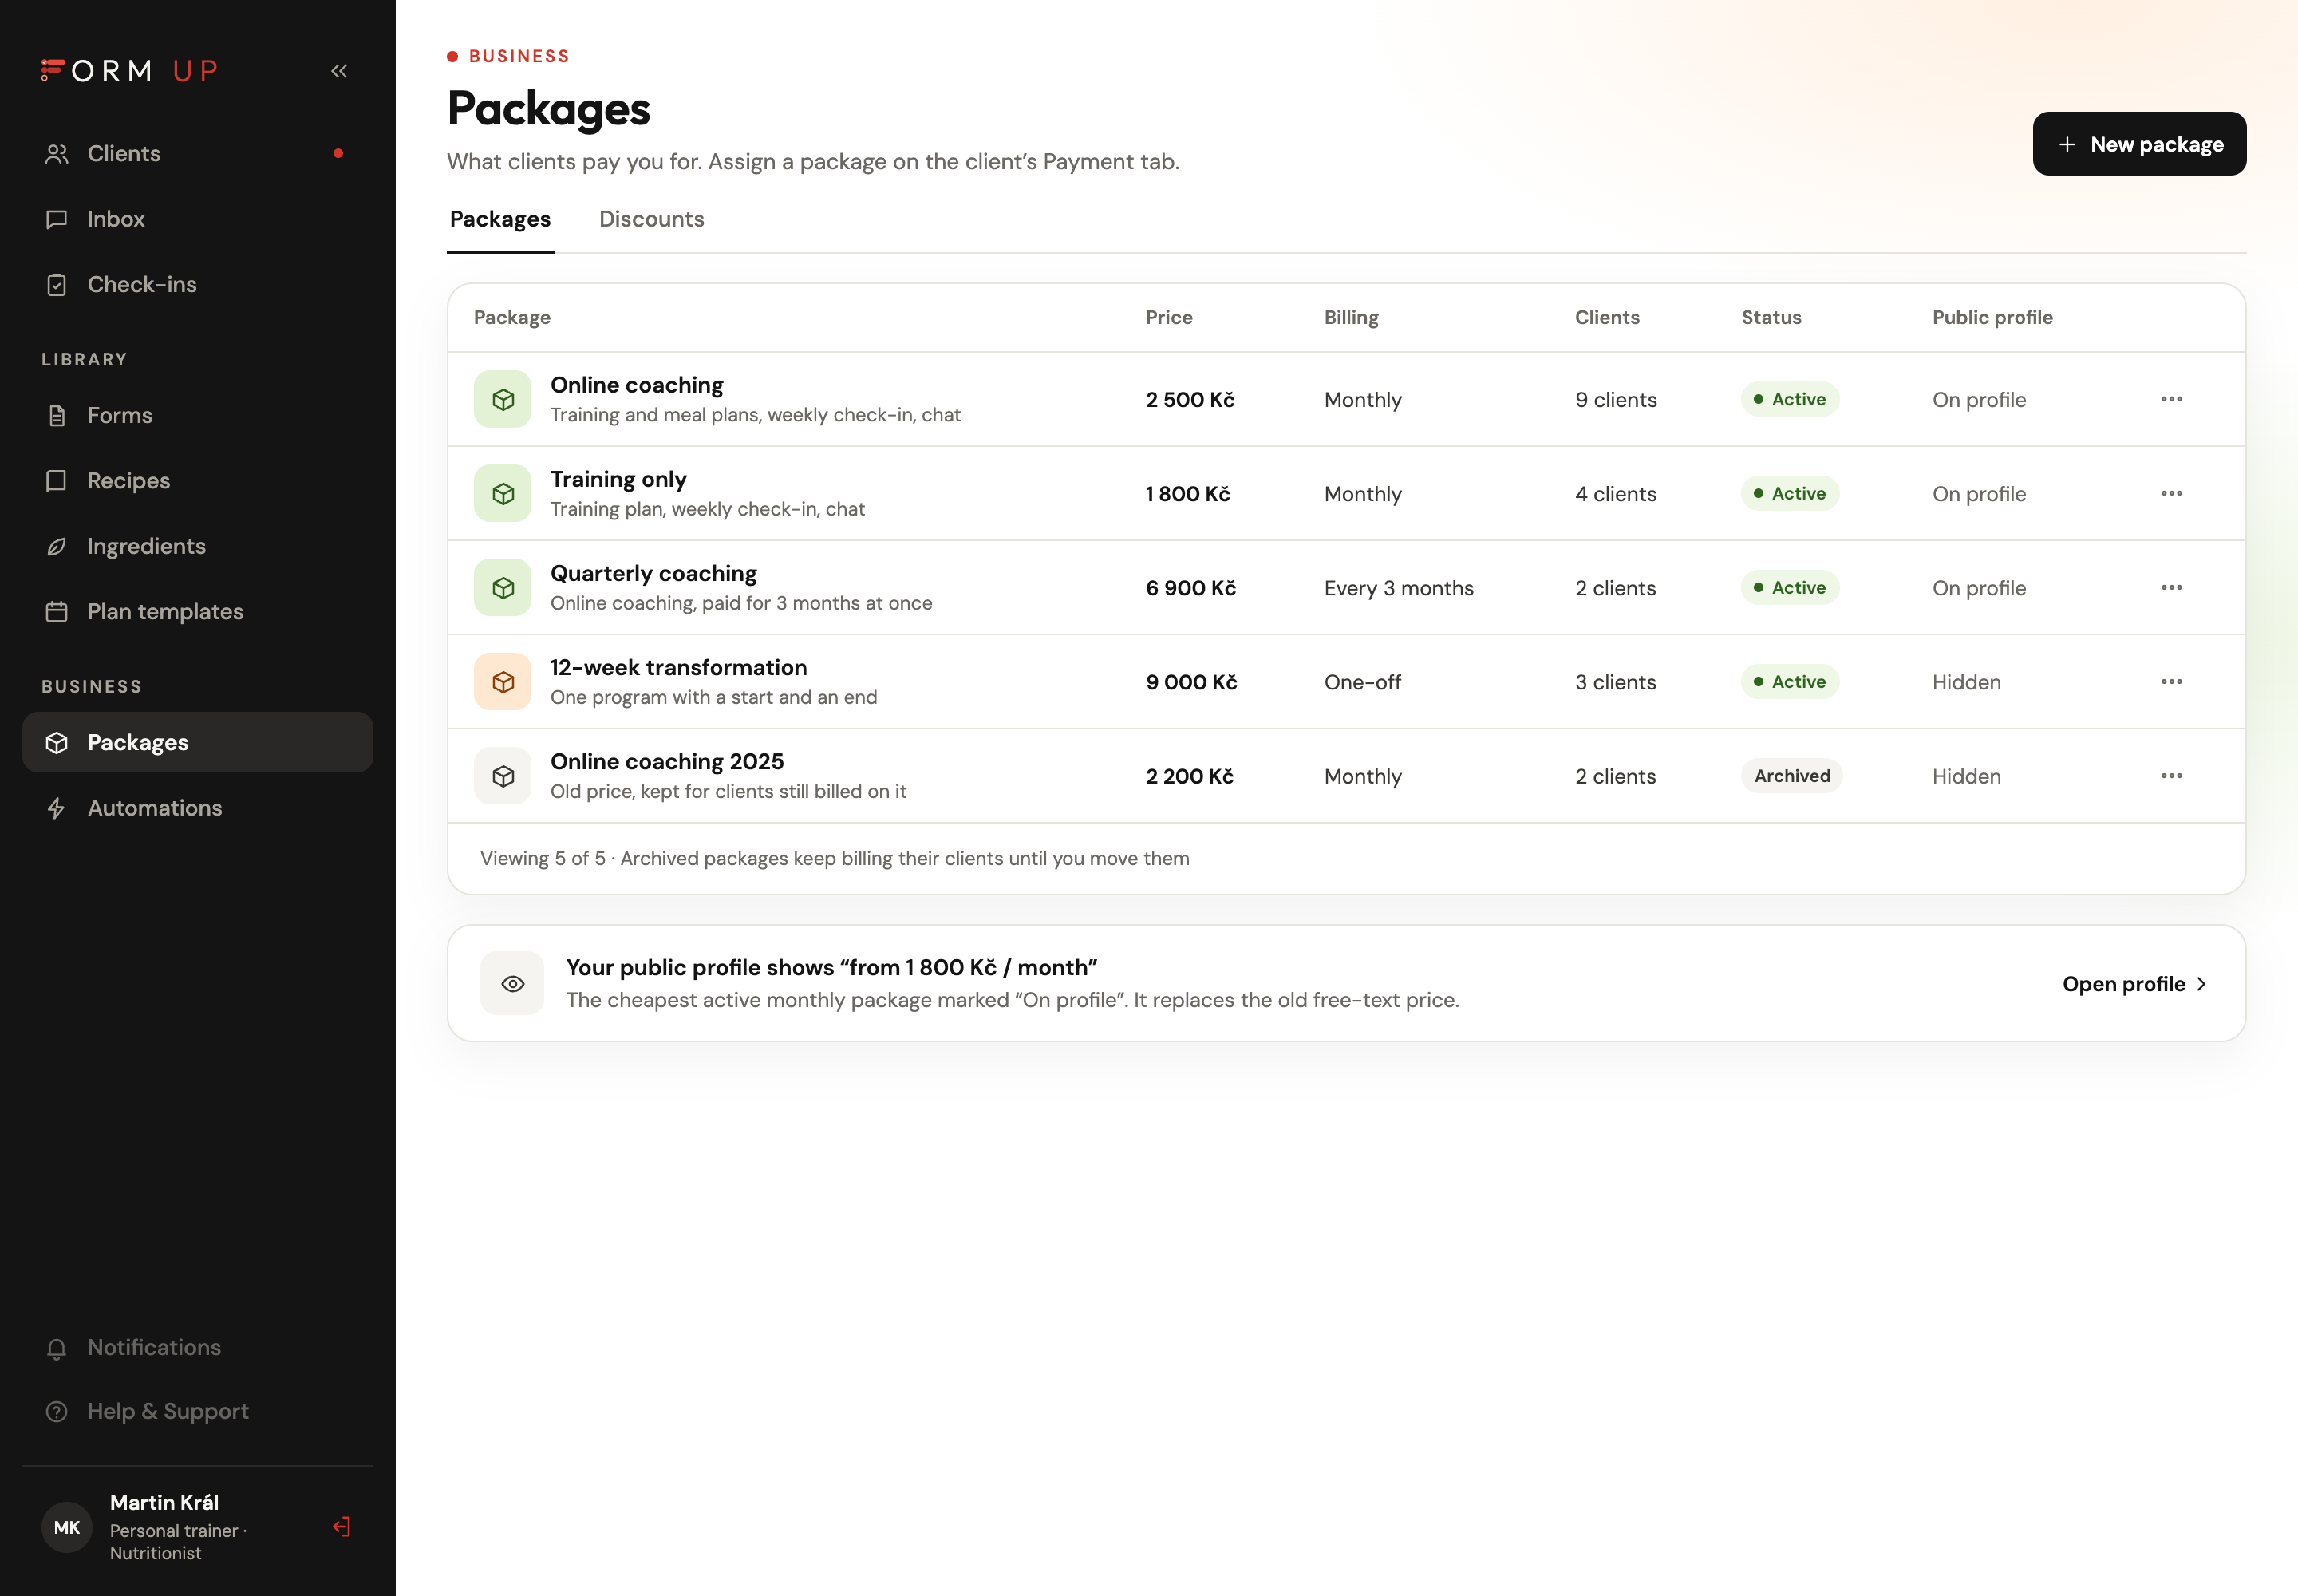 FORM UP
Clients
Inbox
Check-ins
LIBRARY
Forms
Recipes
Ingredients
Plan templates
BUSINESS
Packages
Automations
Notifications
Help & Support
MK
Martin Král
Personal trainer ·
Nutritionist
BUSINESS
Packages
What clients pay you for. Assign a package on the client’s Payment tab.
New package
Packages Discounts
Package Price Billing Clients Status Public profile
Online coaching
Training and meal plans, weekly check-in, chat
2 500 Kč Monthly 9 clients Active On profile
Training only
Training plan, weekly check-in, chat
1 800 Kč Monthly 4 clients Active On profile
Quarterly coaching
Online coaching, paid for 3 months at once
6 900 Kč Every 3 months 2 clients Active On profile
12-week transformation
One program with a start and an end
9 000 Kč One-off 3 clients Active Hidden
Online coaching 2025
Old price, kept for clients still billed on it
2 200 Kč Monthly 2 clients Archived Hidden
Viewing 5 of 5 · Archived packages keep billing their clients until you move them
Your public profile shows “from 1 800 Kč / month”
The cheapest active monthly package marked “On profile”. It replaces the old free-text price.
Open profile